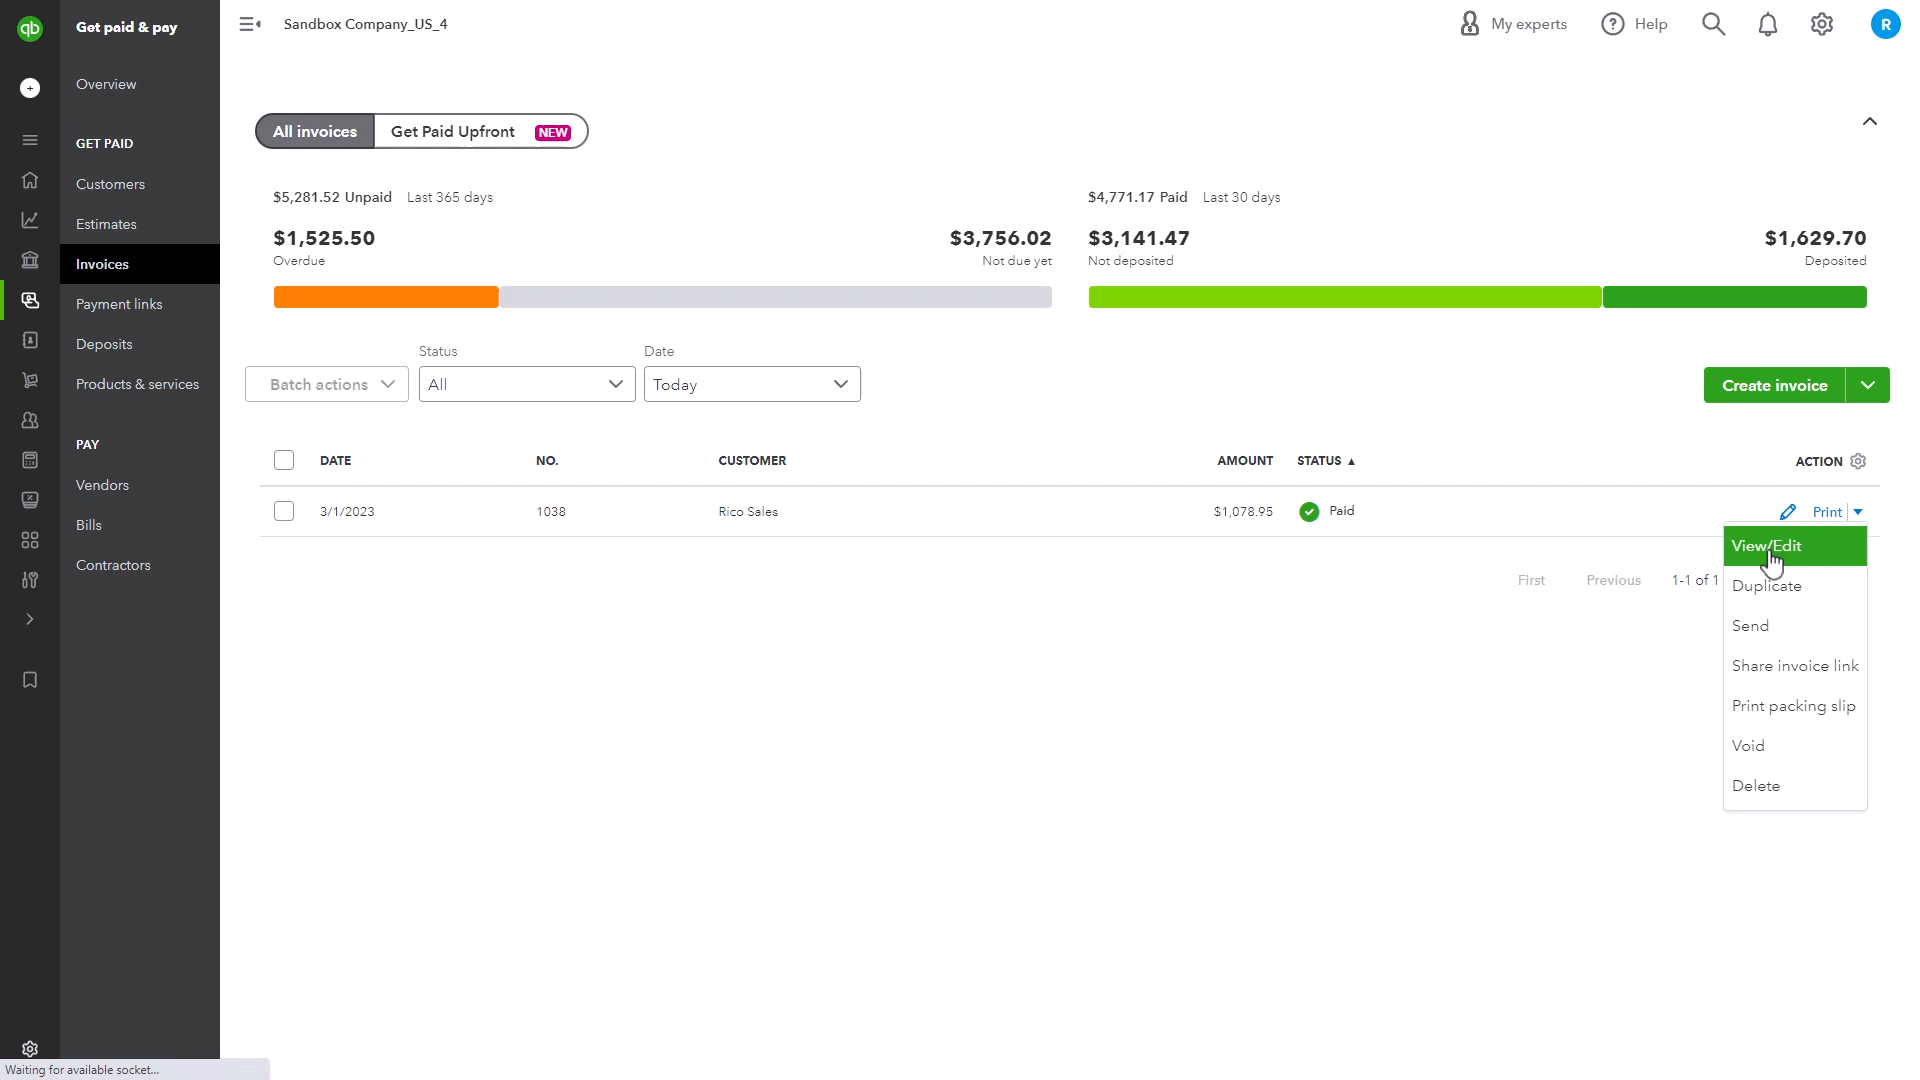 qb
Get paid & pay
Overview
GET PAID
Customers
Estimates
Invoices
Payment links
Deposits
Products & services
PAY
Vendors
Bills
Contractors
Waiting for available socket...
Sandbox Company_US_4
My experts
Help
R
All invoices
Get Paid Upfront NEW
$5,281.52 Unpaid Last 365 days
$1,525.50
Overdue
$3,756.02
Not due yet
$4,771.17 Paid Last 30 days
$3,141.47
Not deposited
$1,629.70
Deposited
Batch actions
Status
All
Date
Today
Create invoice
DATE NO. CUSTOMER AMOUNT STATUS ▲ ACTION
3/1/2023 1038 Rico Sales $1,078.95 Paid Print
First Previous 1-1 of 1
View/Edit
Duplicate
Send
Share invoice link
Print packing slip
Void
Delete